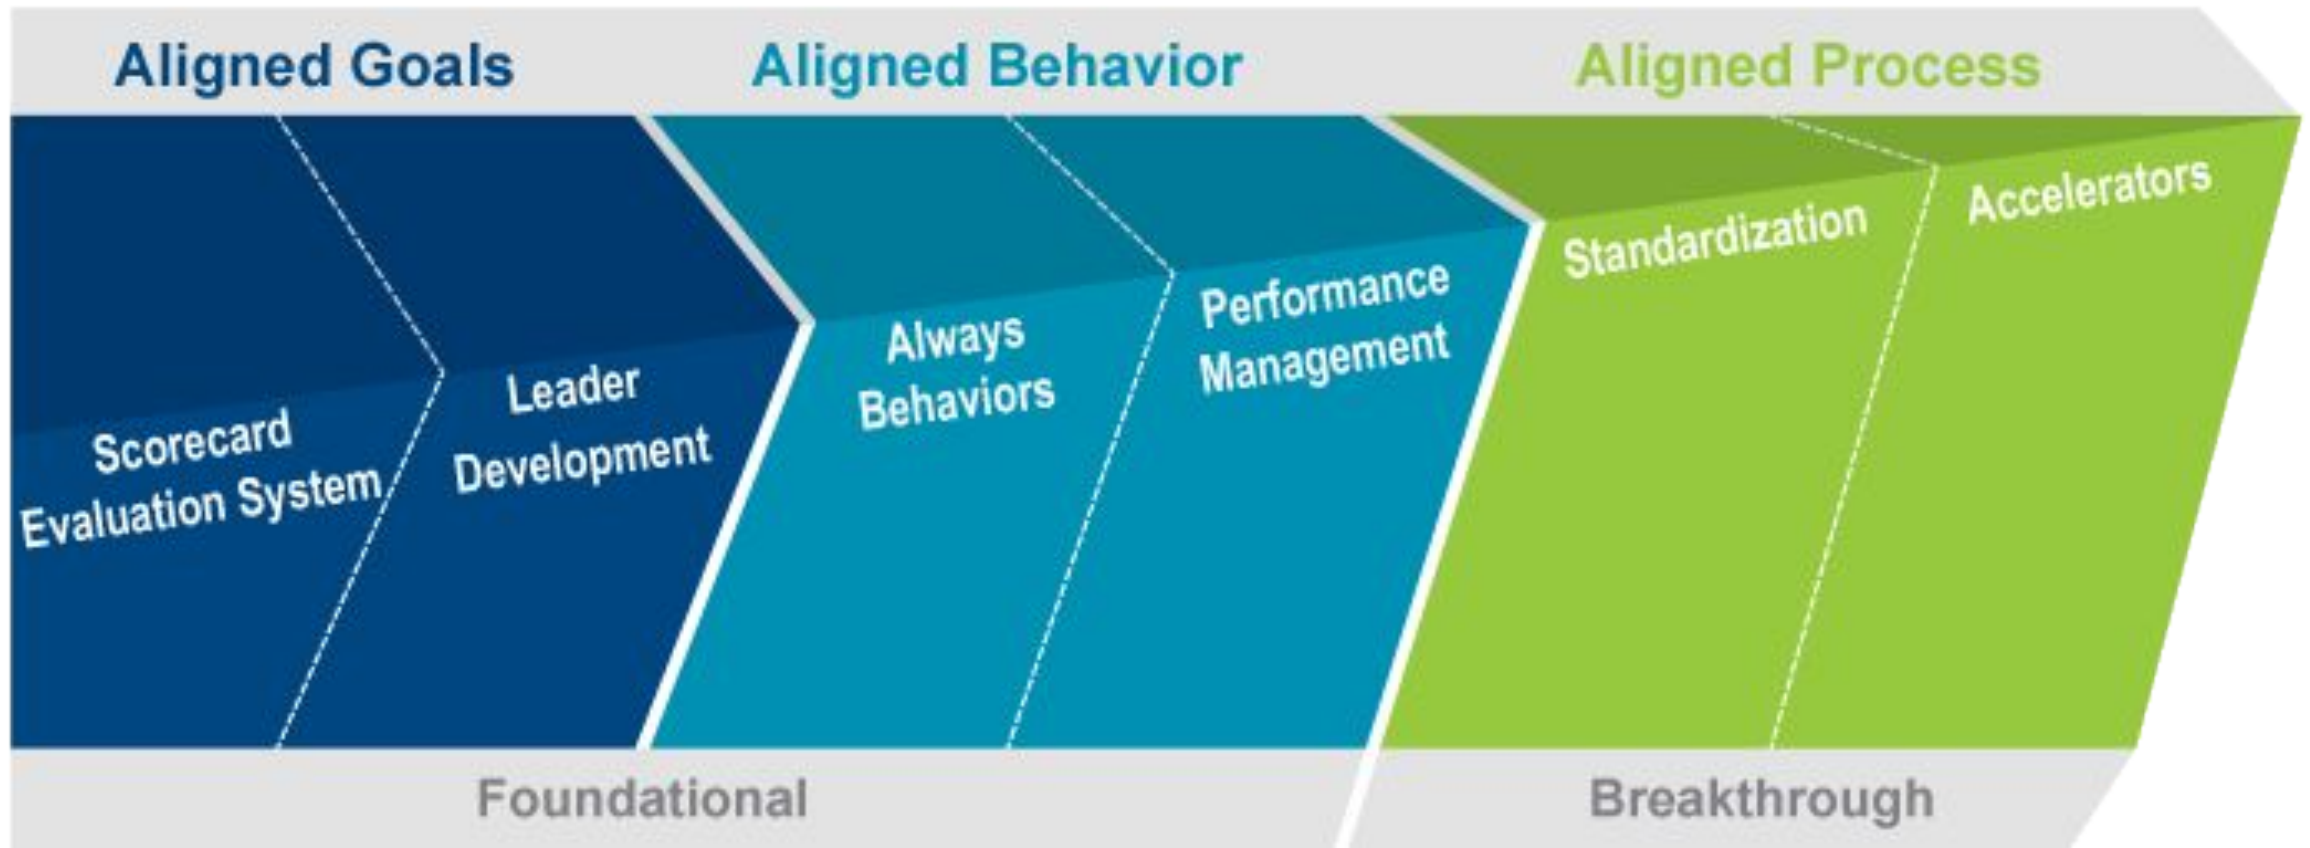 Aligned Goals
Aligned Behavior
Aligned Process
Scorecard
Evaluation System
Leader
Development
Always
Behaviors
Performance
Management
Standardization
Accelerators
Foundational
Breakthrough